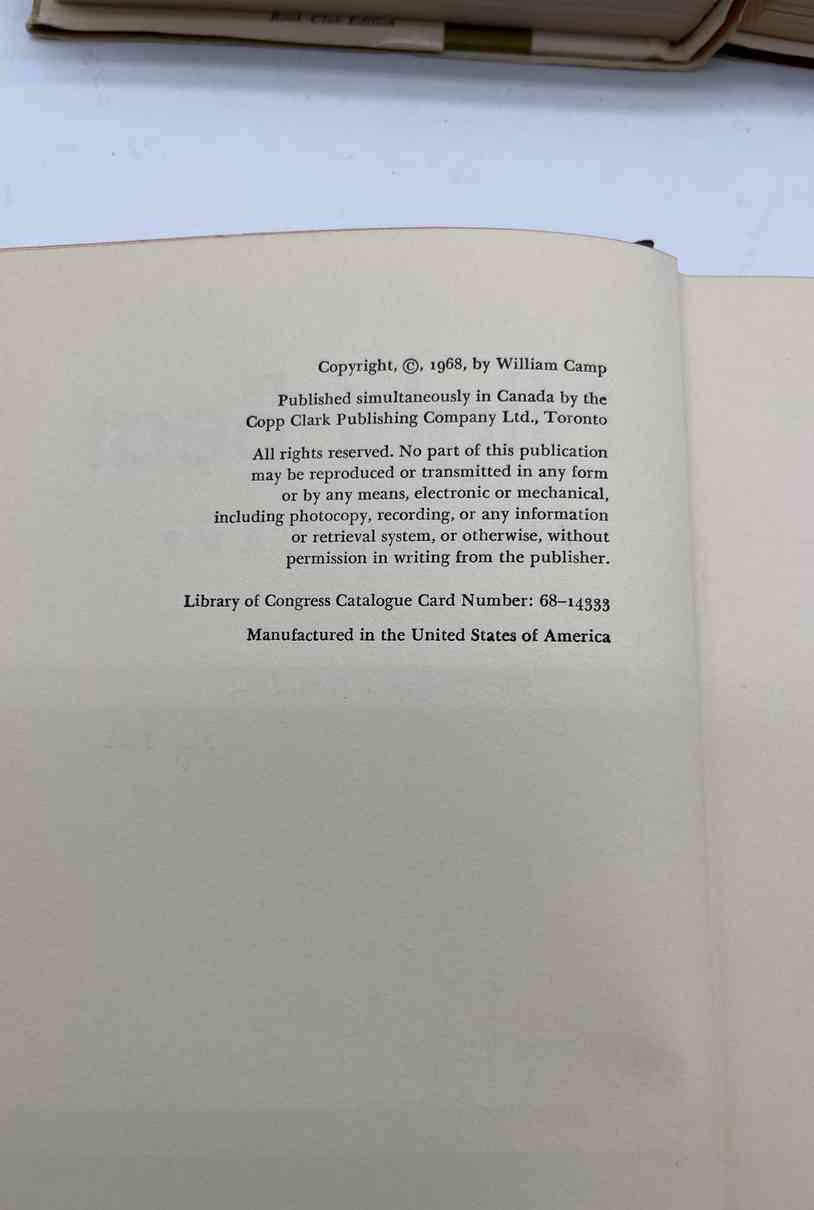 Book Club Edition
Copyright, ©, 1968, by William Camp
Published simultaneously in Canada by the
Copp Clark Publishing Company Ltd., Toronto
All rights reserved. No part of this publication
may be reproduced or transmitted in any form
or by any means, electronic or mechanical,
including photocopy, recording, or any information
or retrieval system, or otherwise, without
permission in writing from the publisher.
Library of Congress Catalogue Card Number: 68–14333
Manufactured in the United States of America